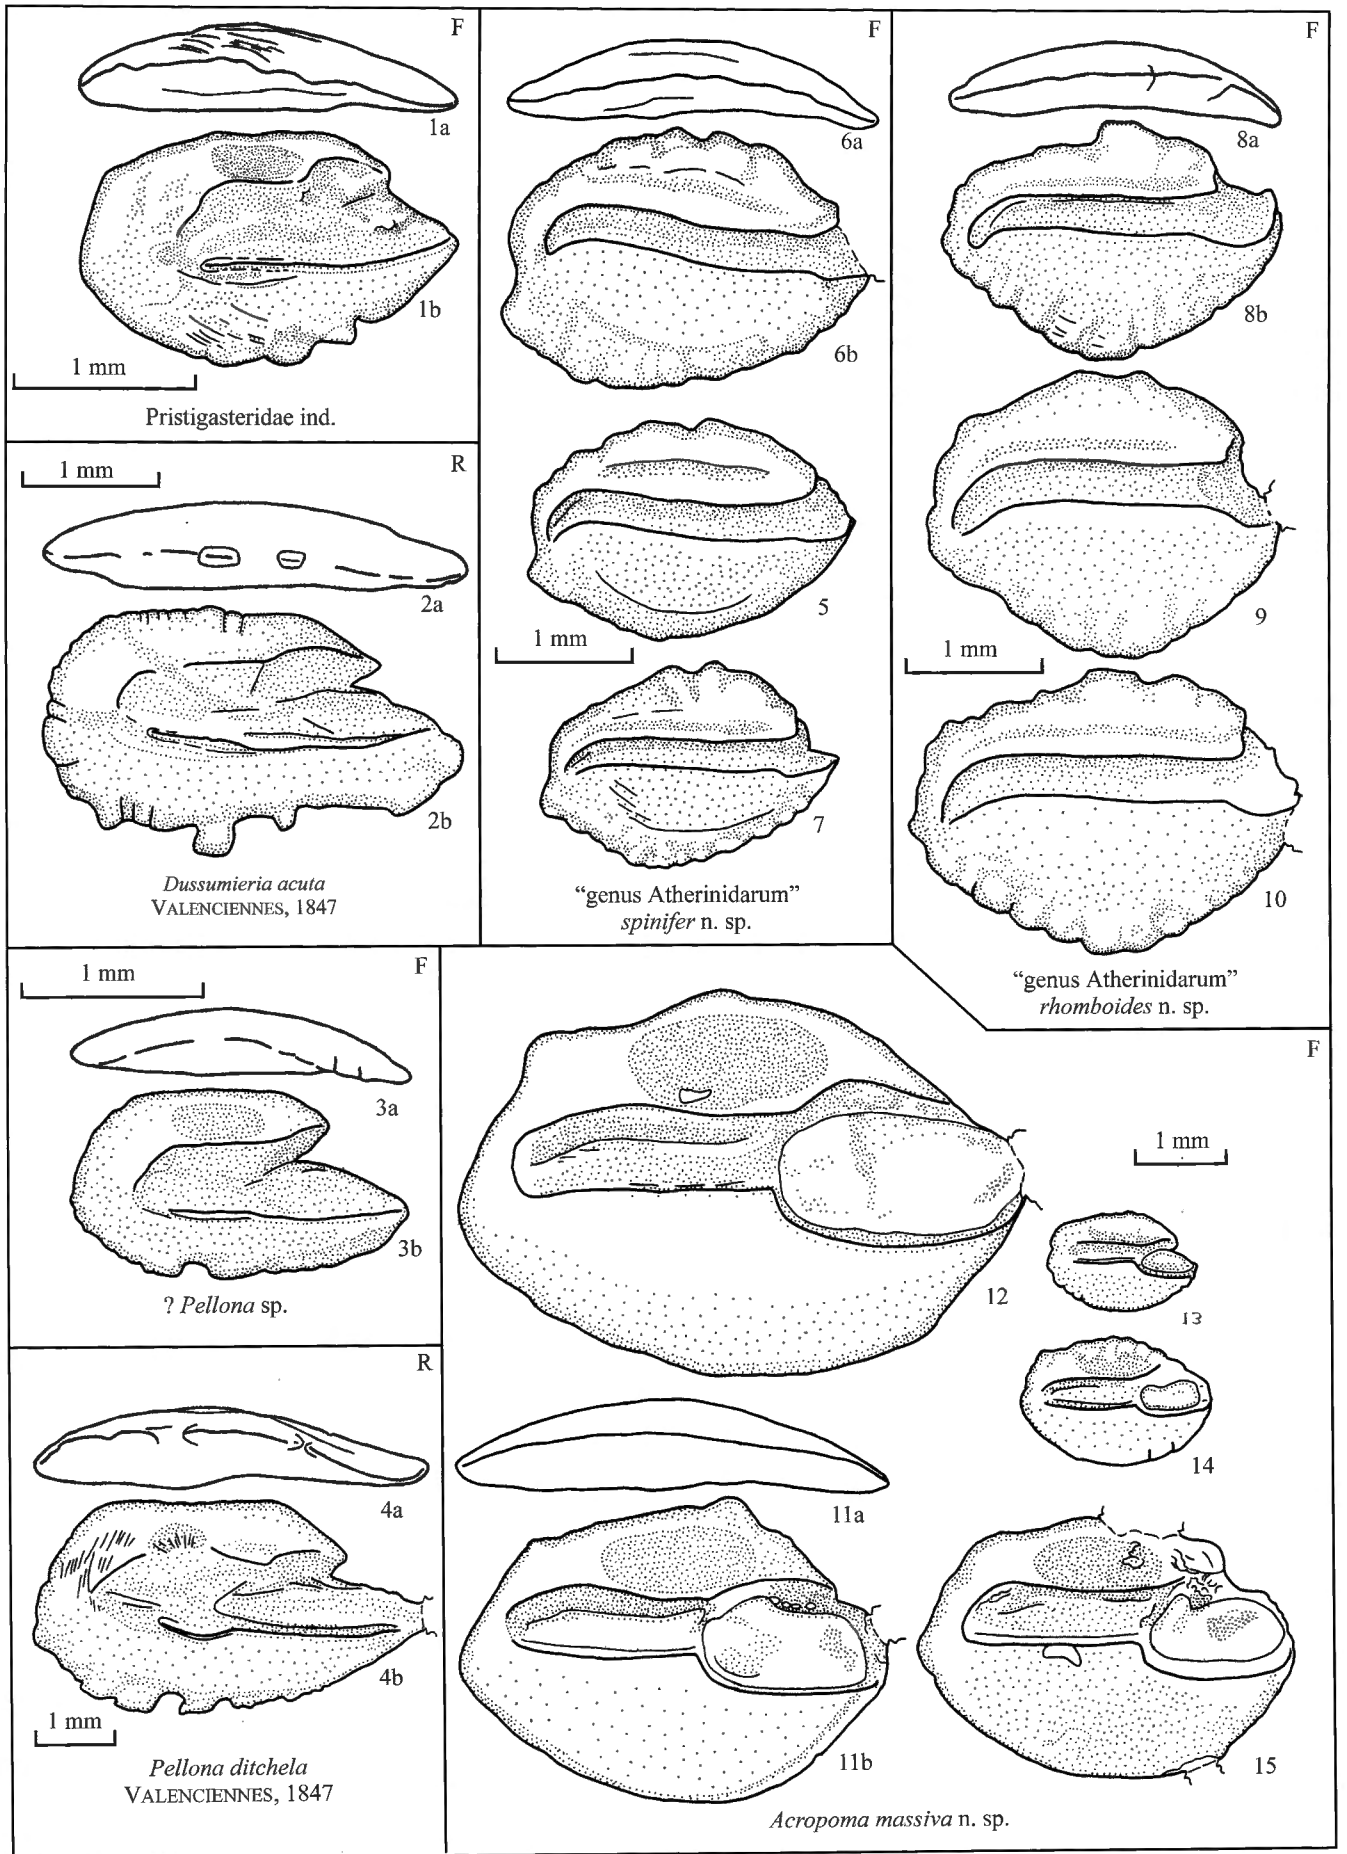 F
1a
1b
1 mm
Pristigasteridae ind.
R
1 mm
2a
2b
Dussumieria acuta
VALENCIENNES, 1847
F
6a
6b
5
1 mm
7
“genus Atherinidarum”
spinifer n. sp.
F
8a
8b
9
1 mm
10
“genus Atherinidarum”
rhomboides n. sp.
F
1 mm
3a
3b
? Pellona sp.
R
4a
4b
1 mm
Pellona ditchela
VALENCIENNES, 1847
F
12
1 mm
13
14
11a
11b
15
Acropoma massiva n. sp.